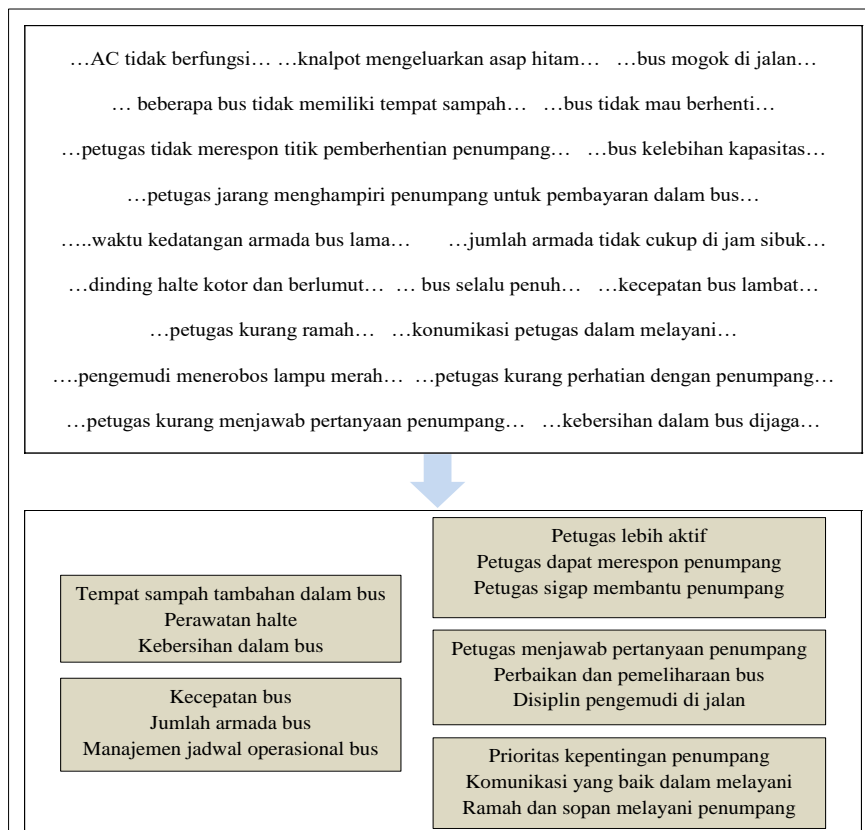 …AC tidak berfungsi… …knalpot mengeluarkan asap hitam… …bus mogok di jalan…
… beberapa bus tidak memiliki tempat sampah… …bus tidak mau berhenti…
…petugas tidak merespon titik pemberhentian penumpang… …bus kelebihan kapasitas…
…petugas jarang menghampiri penumpang untuk pembayaran dalam bus…
…..waktu kedatangan armada bus lama… …jumlah armada tidak cukup di jam sibuk…
…dinding halte kotor dan berlumut… … bus selalu penuh… …kecepatan bus lambat…
…petugas kurang ramah… …konumikasi petugas dalam melayani…
….pengemudi menerobos lampu merah… …petugas kurang perhatian dengan penumpang…
…petugas kurang menjawab pertanyaan penumpang… …kebersihan dalam bus dijaga…
Tempat sampah tambahan dalam bus
Perawatan halte
Kebersihan dalam bus
Kecepatan bus
Jumlah armada bus
Manajemen jadwal operasional bus
Petugas lebih aktif
Petugas dapat merespon penumpang
Petugas sigap membantu penumpang
Petugas menjawab pertanyaan penumpang
Perbaikan dan pemeliharaan bus
Disiplin pengemudi di jalan
Prioritas kepentingan penumpang
Komunikasi yang baik dalam melayani
Ramah dan sopan melayani penumpang